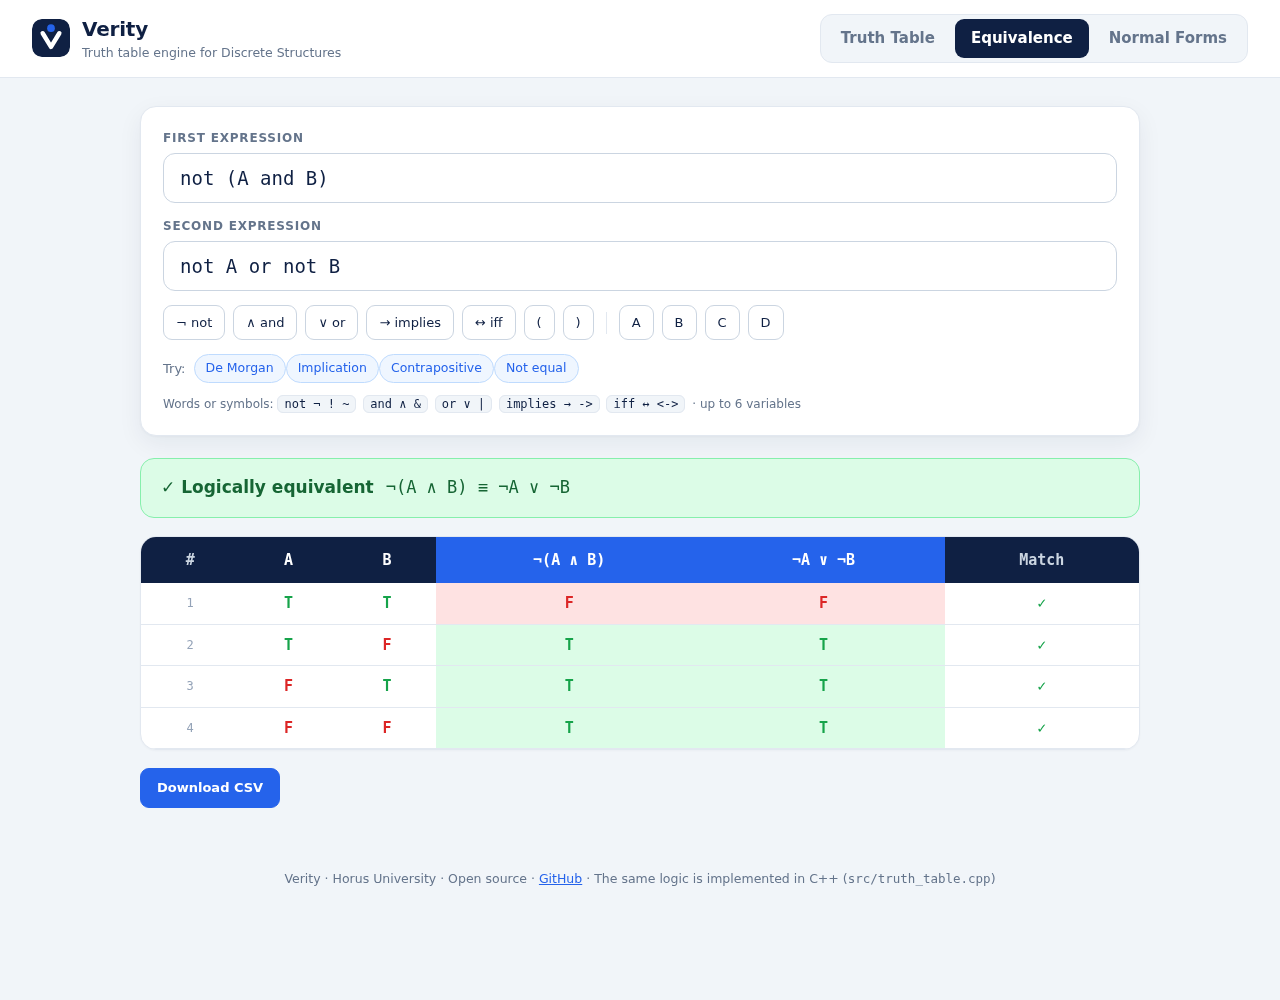 Verity
Truth table engine for Discrete Structures
Truth Table Equivalence Normal Forms
FIRST EXPRESSION
not (A and B)
SECOND EXPRESSION
not A or not B
¬ not ∧ and ∨ or → implies ↔ iff ( ) A B C D
Try: De Morgan Implication Contrapositive Not equal
Words or symbols: not ¬ ! ~ and ∧ & or ∨ | implies → -> iff ↔ <-> · up to 6 variables
✓ Logically equivalent ¬(A ∧ B) ≡ ¬A ∨ ¬B
# A B ¬(A ∧ B) ¬A ∨ ¬B Match
1 T T F F ✓
2 T F T T ✓
3 F T T T ✓
4 F F T T ✓
Download CSV
Verity · Horus University · Open source · GitHub · The same logic is implemented in C++ (src/truth_table.cpp)